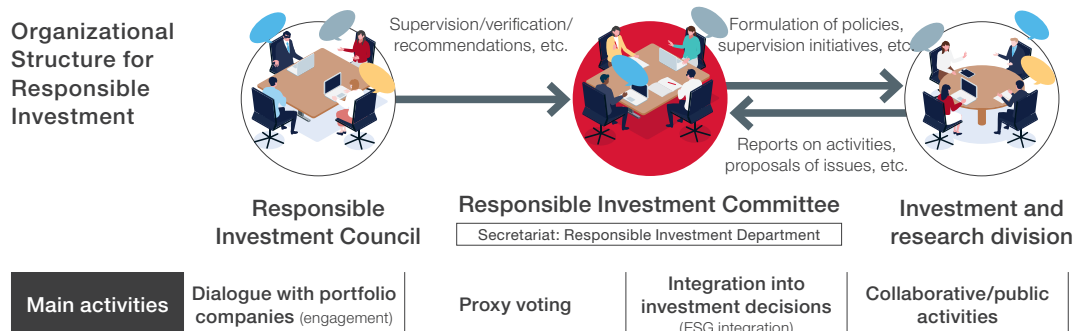 Organizational
Structure for
Responsible
Investment
Supervision/verification/
recommendations, etc.
Formulation of policies,
supervision initiatives, etc.
Reports on activities,
proposals of issues, etc.
Responsible
Investment Council
Responsible Investment Committee
Secretariat: Responsible Investment Department
Investment and
research division
Main activities
Dialogue with portfolio
companies (engagement)
Proxy voting
Integration into
investment decisions
(ESG integration)
Collaborative/public
activities